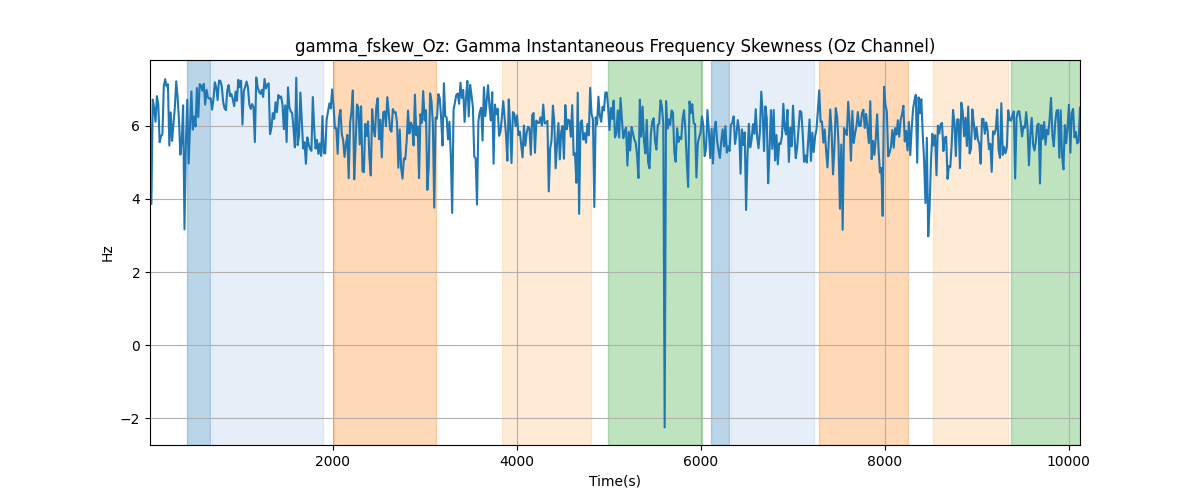 gamma_fskew_Oz: Gamma Instantaneous Frequency Skewness (Oz Channel)
6
4
2
0
−2
Hz
2000 4000 6000 8000 10000
Time(s)